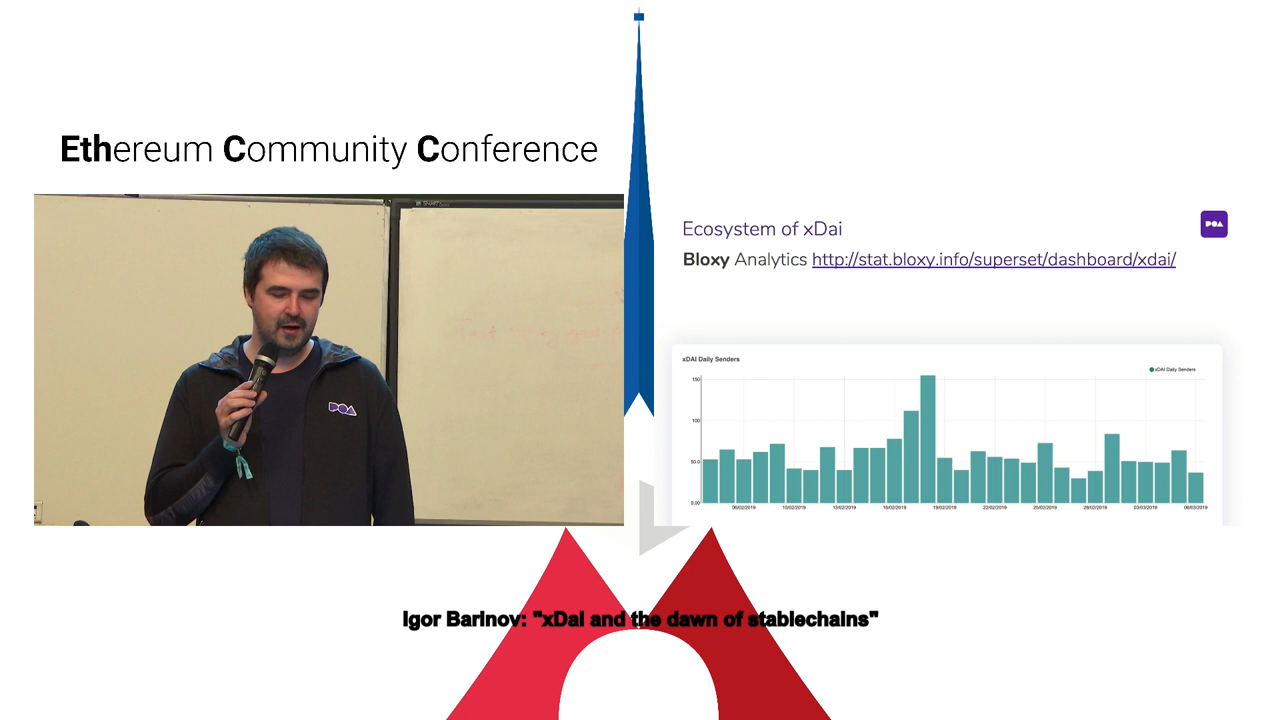 Ethereum Community Conference
Ecosystem of xDai
POA
Bloxy Analytics http://stat.bloxy.info/superset/dashboard/xdai/
xDAI Daily Senders
xDAI Daily Senders
150
100
50.0
0.00
06/02/2019 10/02/2019 13/02/2019 16/02/2019 19/02/2019 22/02/2019 25/02/2019 28/02/2019 03/03/2019 06/03/2019
POA
Igor Barinov: "xDai and the dawn of stablechains"